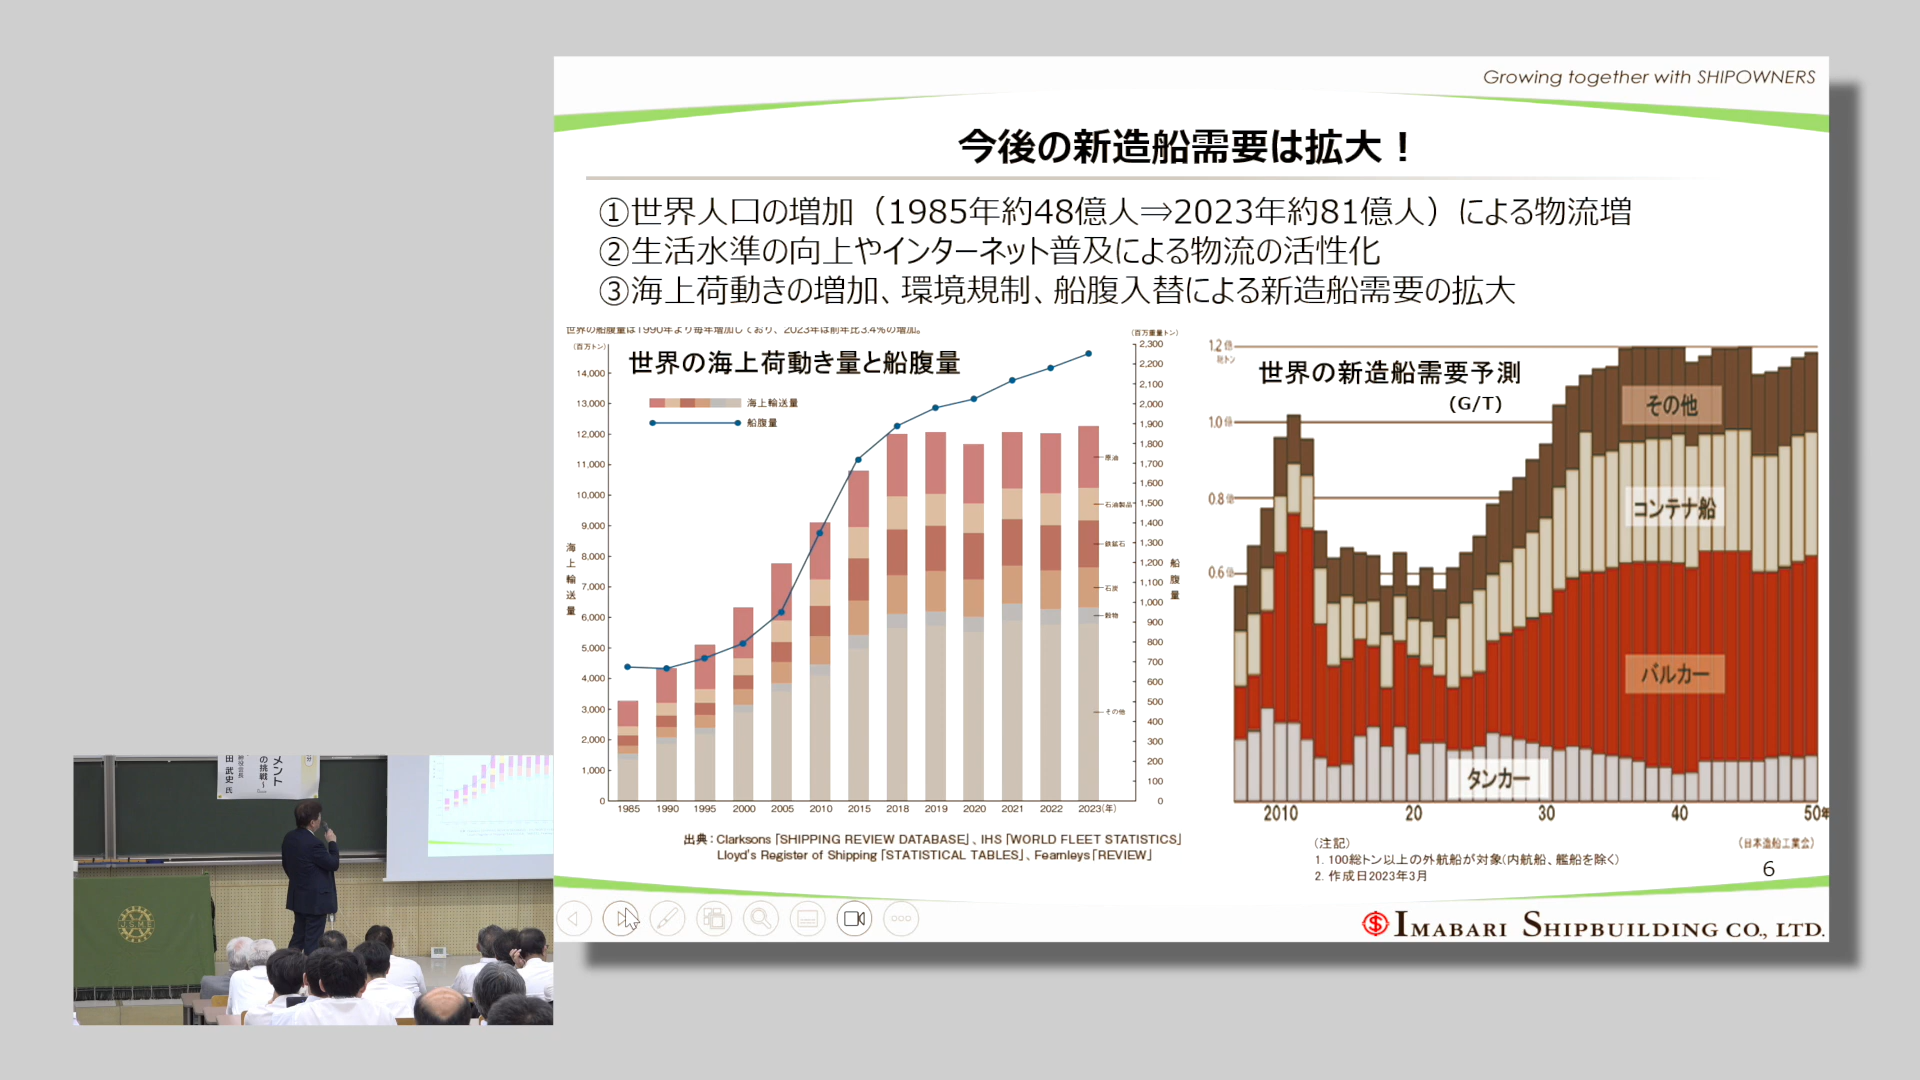 Growing together with SHIPOWNERS
今後の新造船需要は拡大！
①世界人口の増加（1985年約48億人⇒2023年約81億人）による物流増
②生活水準の向上やインターネット普及による物流の活性化
③海上荷動きの増加、環境規制、船腹入替による新造船需要の拡大
世界の船腹量は1990年より毎年増加しており、2023年は前年比3.4％の増加。
(百万トン)
(百万重量トン)
世界の海上荷動き量と船腹量
海上輸送量
船腹量
14,000
13,000
12,000
11,000
10,000
9,000
8,000
7,000
6,000
5,000
4,000
3,000
2,000
1,000
0
海上輸送量
2,300
2,200
2,100
2,000
1,900
1,800
1,700
1,600
1,500
1,400
1,300
1,200
1,100
1,000
900
800
700
600
500
400
300
200
100
0
船腹量
原油
石油製品
鉄鉱石
石炭
穀物
その他
1985 1990 1995 2000 2005 2010 2015 2018 2019 2020 2021 2022 2023(年)
出典：Clarksons「SHIPPING REVIEW DATABASE」、IHS「WORLD FLEET STATISTICS」
Lloyd's Register of Shipping「STATISTICAL TABLES」、Fearnleys「REVIEW」
世界の新造船需要予測
(G/T)
1.2億
総トン
1.0億
0.8億
0.6億
その他
コンテナ船
バルカー
タンカー
2010 20 30 40 50年
（注記）
（日本造船工業会）
1. 100総トン以上の外航船が対象(内航船、艦船を除く)
2. 作成日2023年3月
6
IMABARI SHIPBUILDING CO., LTD.
メント
の挑戦～
田 武史 氏